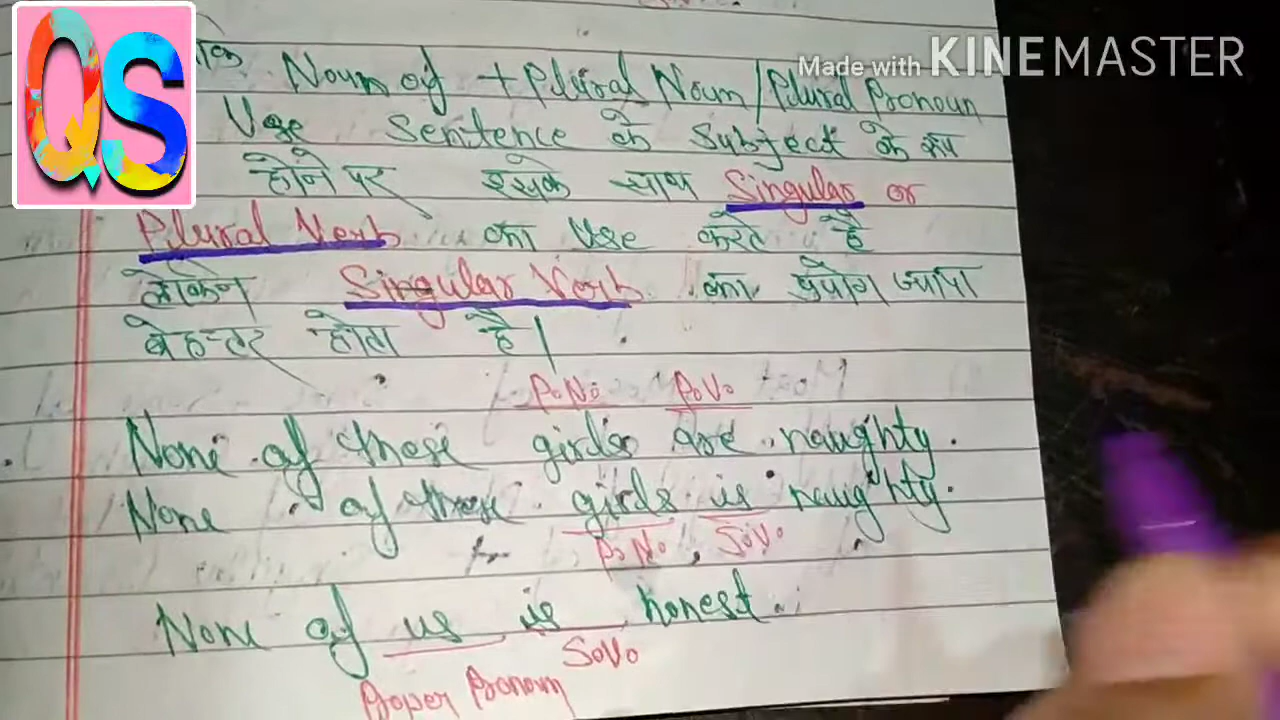 QS
Made with KINEMASTER
Noun of + Plural Noun/Plural Pronoun
Use Sentence के Subject के रूप
होने पर इसके साथ Singular or
Plural Verb का Use करते है
लेकिन Singular Verb का प्रयोग ज्यादा
बेहतर होता है।
P.N. P.V.
None of these girls are naughty.
None of these girls is naughty.
P.N. S.V.
None of us is honest.
S.V.
Proper Pronoun